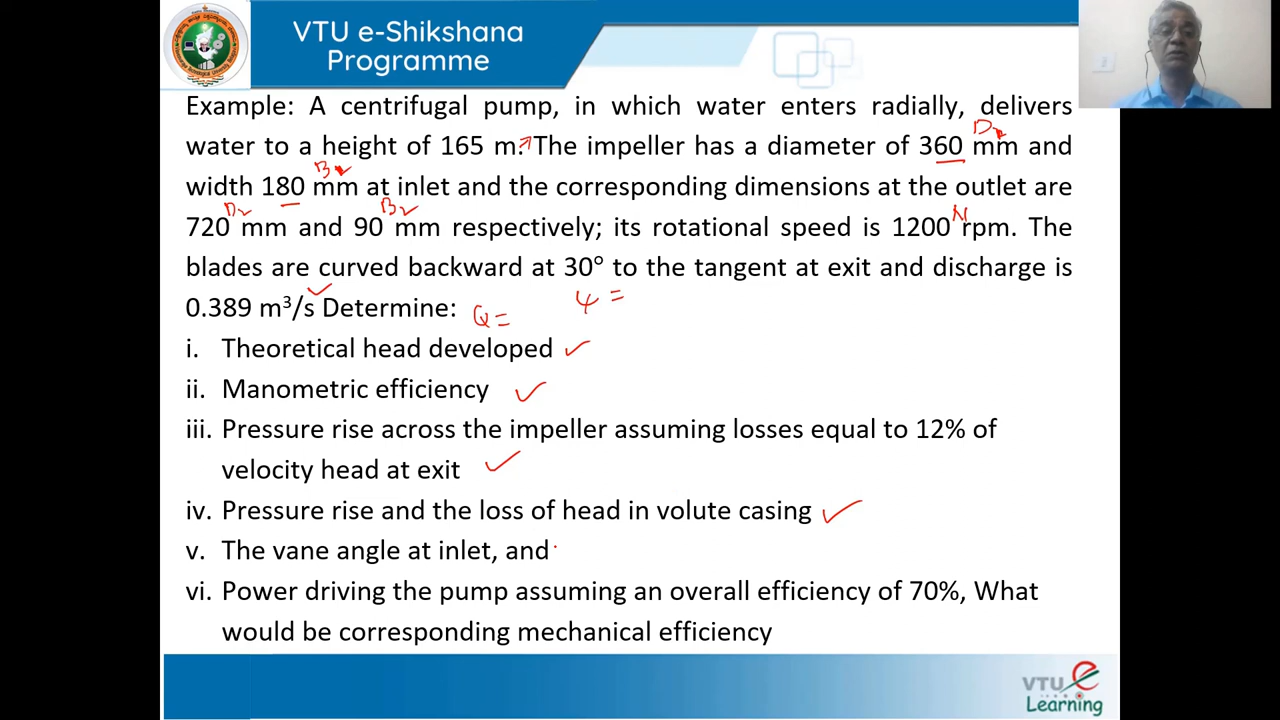 VTU e-Shikshana
Programme
Example: A centrifugal pump, in which water enters radially, delivers
water to a height of 165 m. The impeller has a diameter of 360 mm and
D₂
width 180 mm at inlet and the corresponding dimensions at the outlet are
720 mm and 90 mm respectively; its rotational speed is 1200 rpm. The
D₂ B₂ N
blades are curved backward at 30° to the tangent at exit and discharge is
0.389 m³/s Determine:
Q=
i. Theoretical head developed
ii. Manometric efficiency
iii. Pressure rise across the impeller assuming losses equal to 12% of
velocity head at exit
iv. Pressure rise and the loss of head in volute casing
v. The vane angle at inlet, and
vi. Power driving the pump assuming an overall efficiency of 70%, What
would be corresponding mechanical efficiency
VTU e
Learning